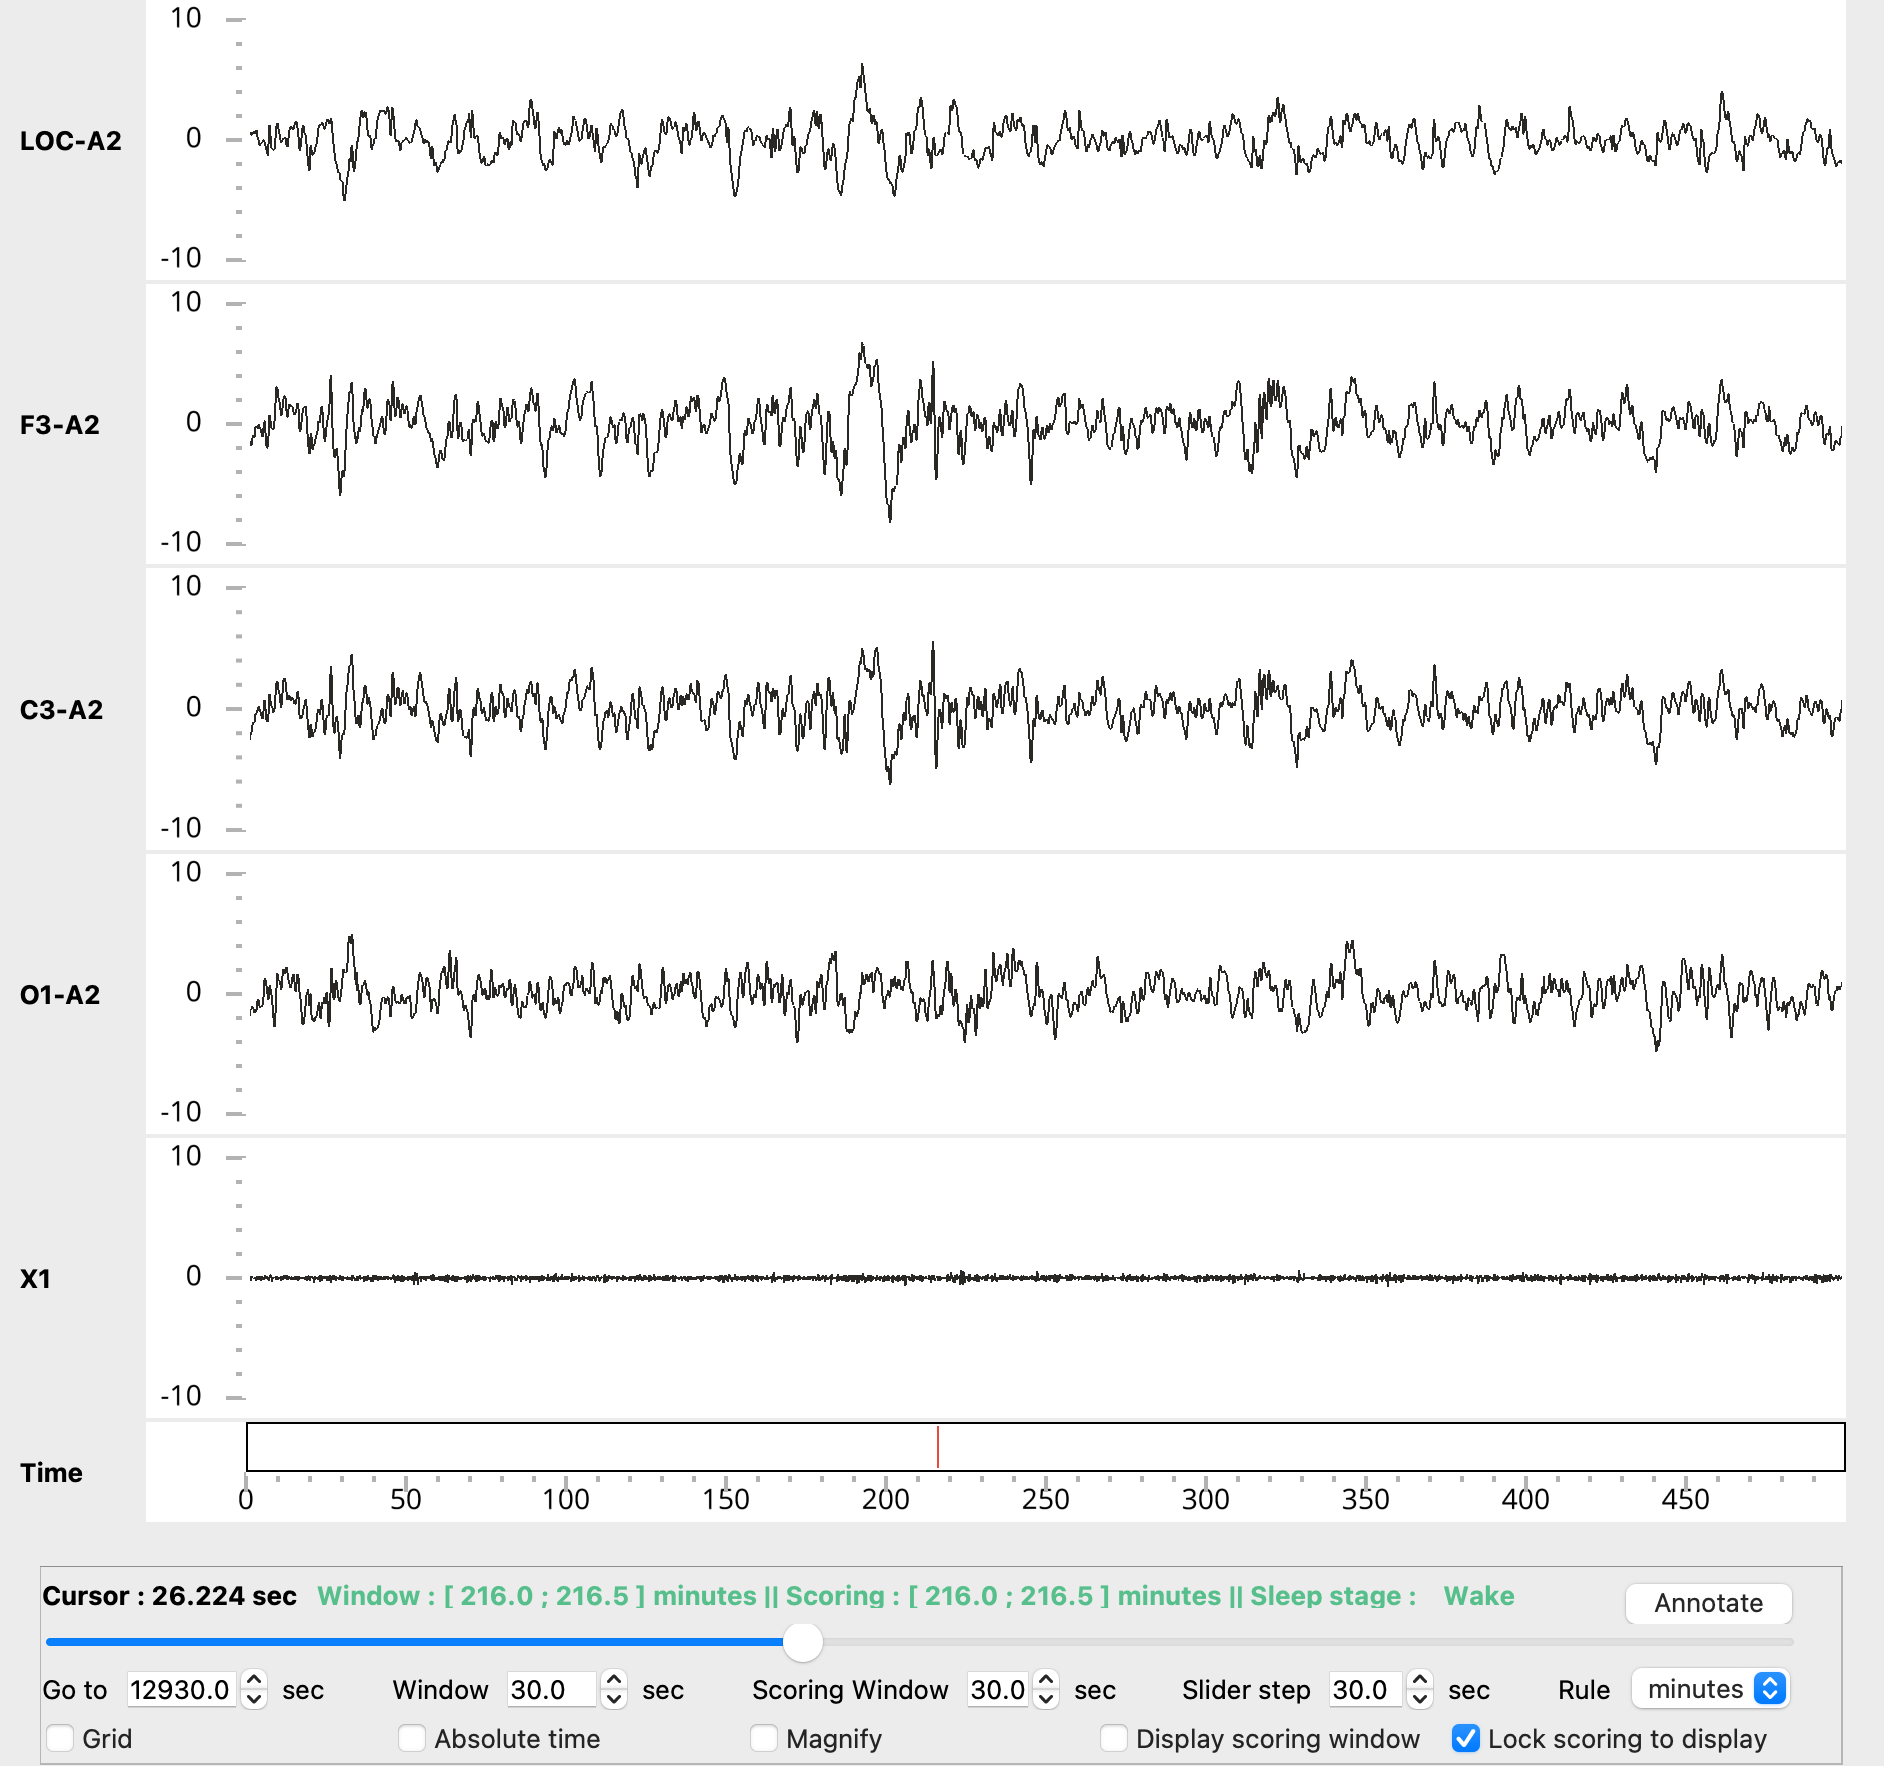 10
LOC-A2
0
-10
10
F3-A2
0
-10
10
C3-A2
0
-10
10
O1-A2
0
-10
10
X1
0
-10
Time
0 50 100 150 200 250 300 350 400 450
Cursor : 26.224 sec Window : [ 216.0 ; 216.5 ] minutes || Scoring : [ 216.0 ; 216.5 ] minutes || Sleep stage : Wake Annotate
Go to 12930.0 sec Window 30.0 sec Scoring Window 30.0 sec Slider step 30.0 sec Rule minutes
Grid Absolute time Magnify Display scoring window Lock scoring to display